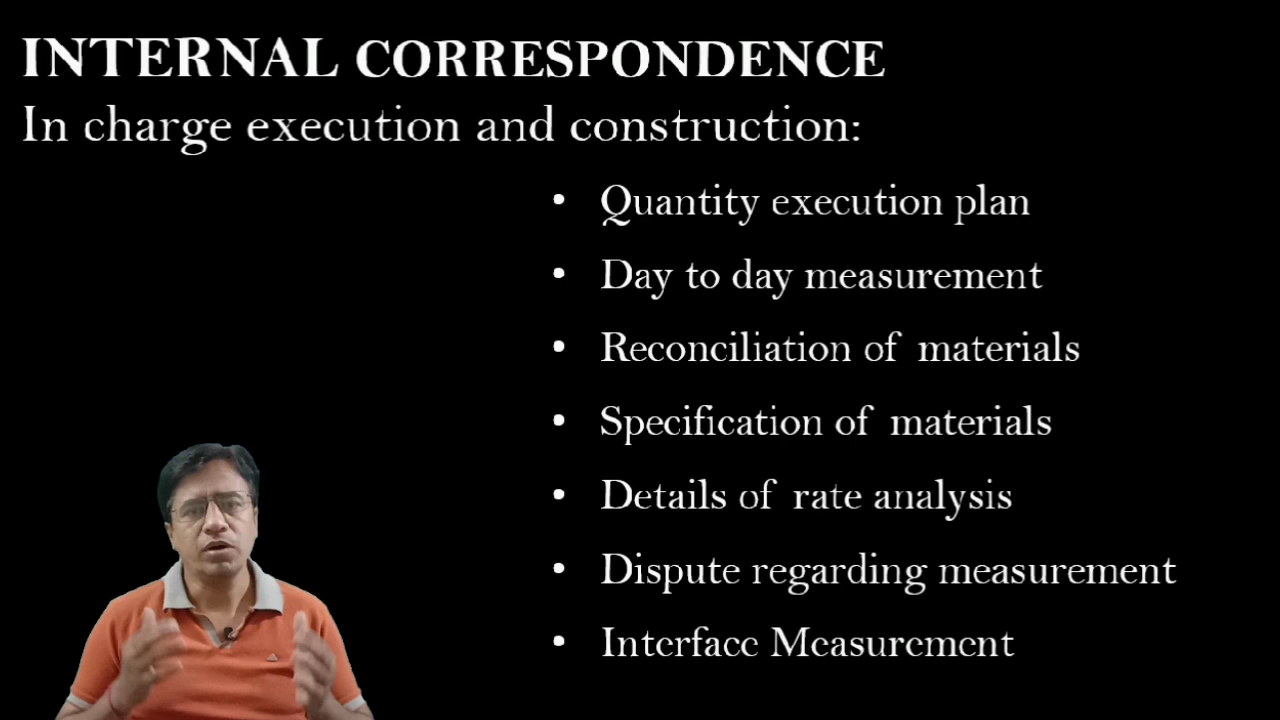 INTERNAL CORRESPONDENCE
In charge execution and construction:
• Quantity execution plan
• Day to day measurement
• Reconciliation of materials
• Specification of materials
• Details of rate analysis
• Dispute regarding measurement
• Interface Measurement